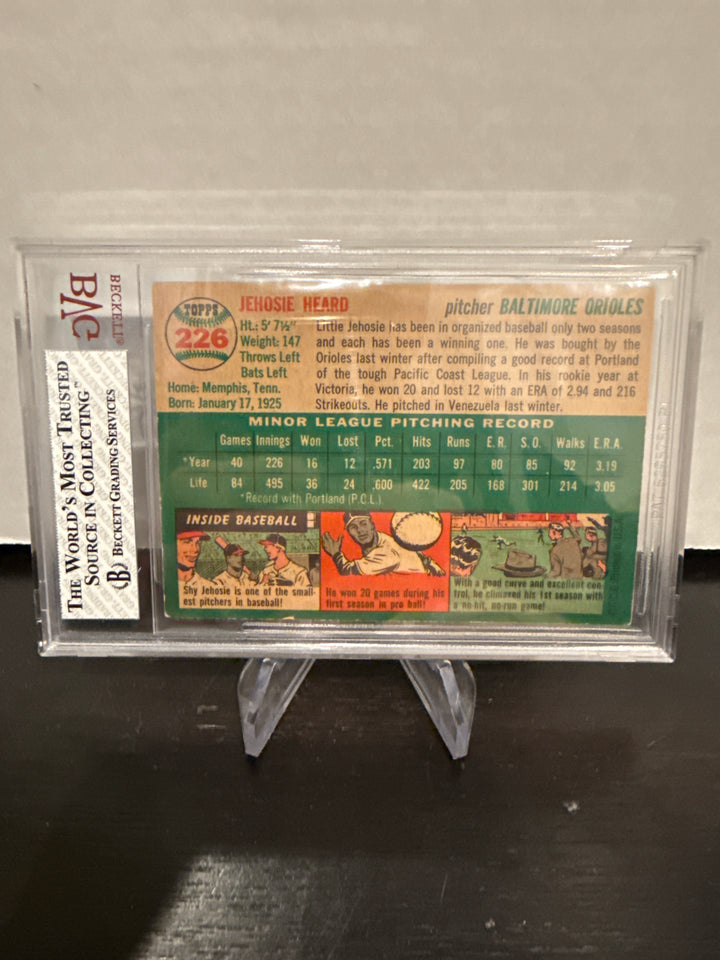 BECKETT®
BVG
THE WORLD'S MOST TRUSTED
SOURCE IN COLLECTING™
BECKETT GRADING SERVICES
B
TOPPS
226
JEHOSIE HEARD
Ht.: 5' 7½"
Weight: 147
Throws Left
Bats Left
Home: Memphis, Tenn.
Born: January 17, 1925
pitcher BALTIMORE ORIOLES
Little Jehosie has been in organized baseball only two seasons
and each has been a winning one. He was bought by the
Orioles last winter after compiling a good record at Portland
of the tough Pacific Coast League. In his rookie year at
Victoria, he won 20 and lost 12 with an ERA of 2.94 and 216
Strikeouts. He pitched in Venezuela last winter.
MINOR LEAGUE PITCHING RECORD
Games Innings Won Lost Pct. Hits Runs E.R. S.O. Walks E.R.A.
*Year 40 226 16 12 .571 203 97 80 85 92 3.19
Life 84 495 36 24 .600 422 205 168 301 214 3.05
*Record with Portland (P.C.L.)
INSIDE BASEBALL
Shy Jehosie is one of the small-
est pitchers in baseball!
He won 20 games during his
first season in pro ball!
With a good curve and excellent con-
trol, he climaxed his 1st season with
a no-hit, no-run game!